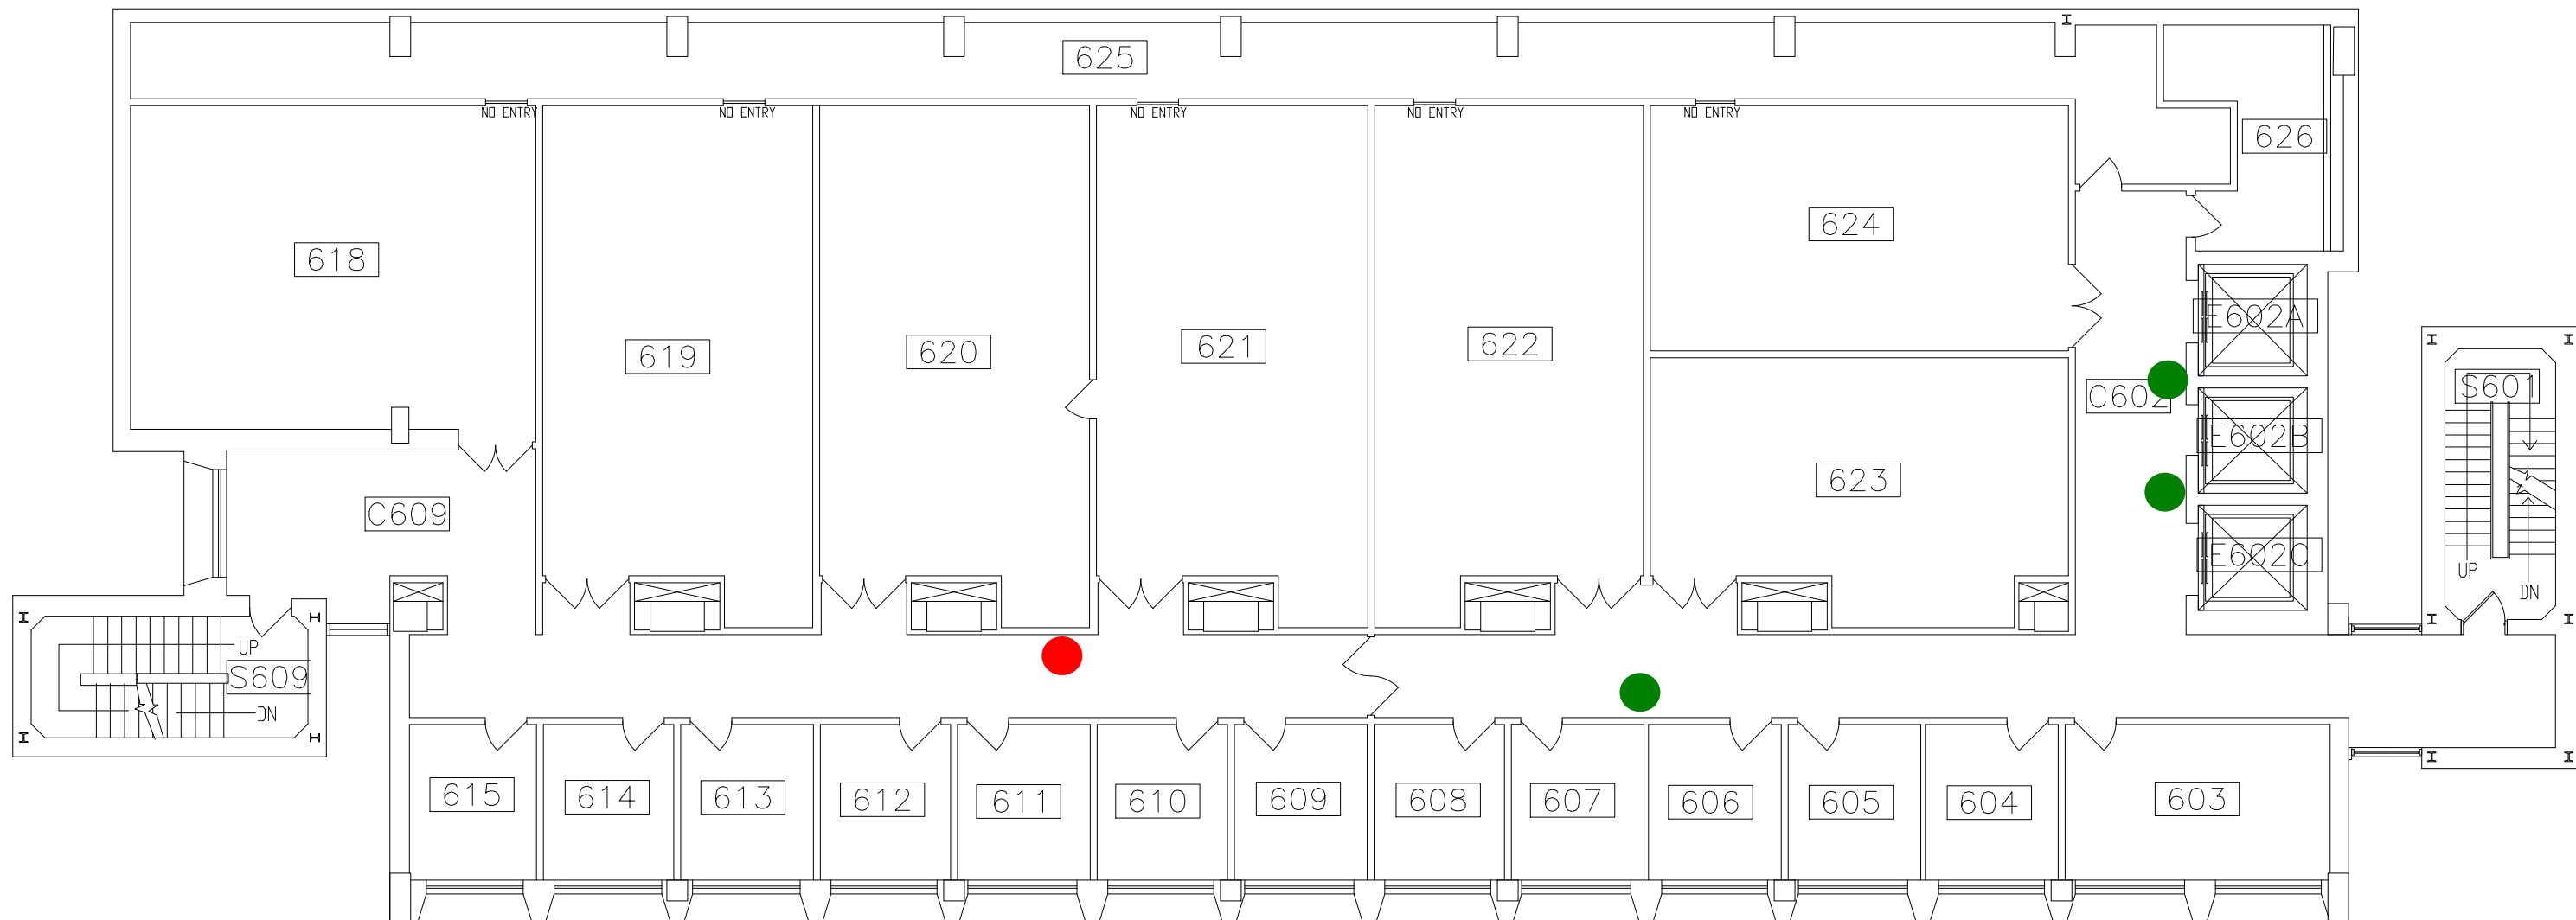 625
NO ENTRY
NO ENTRY
NO ENTRY
NO ENTRY
NO ENTRY
626
624
618
E602A
621
622
620
619
S601
C602
E602B
623
C609
E602C
UP
DN
UP
S609
DN
615
614
613
612
611
610
609
608
607
606
605
604
603